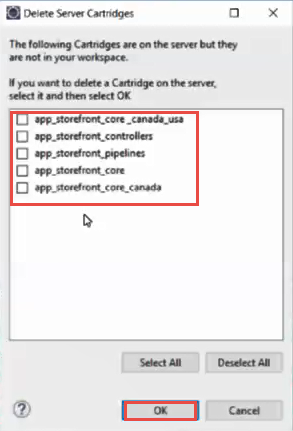 Delete Server Cartridges
The following Cartridges are on the server but they
are not in your workspace.
If you want to delete a Cartridge on the server,
select it and then select OK
app_storefront_core _canada_usa
app_storefront_controllers
app_storefront_pipelines
app_storefront_core
app_storefront_core_canada
Select All Deselect All
? OK Cancel